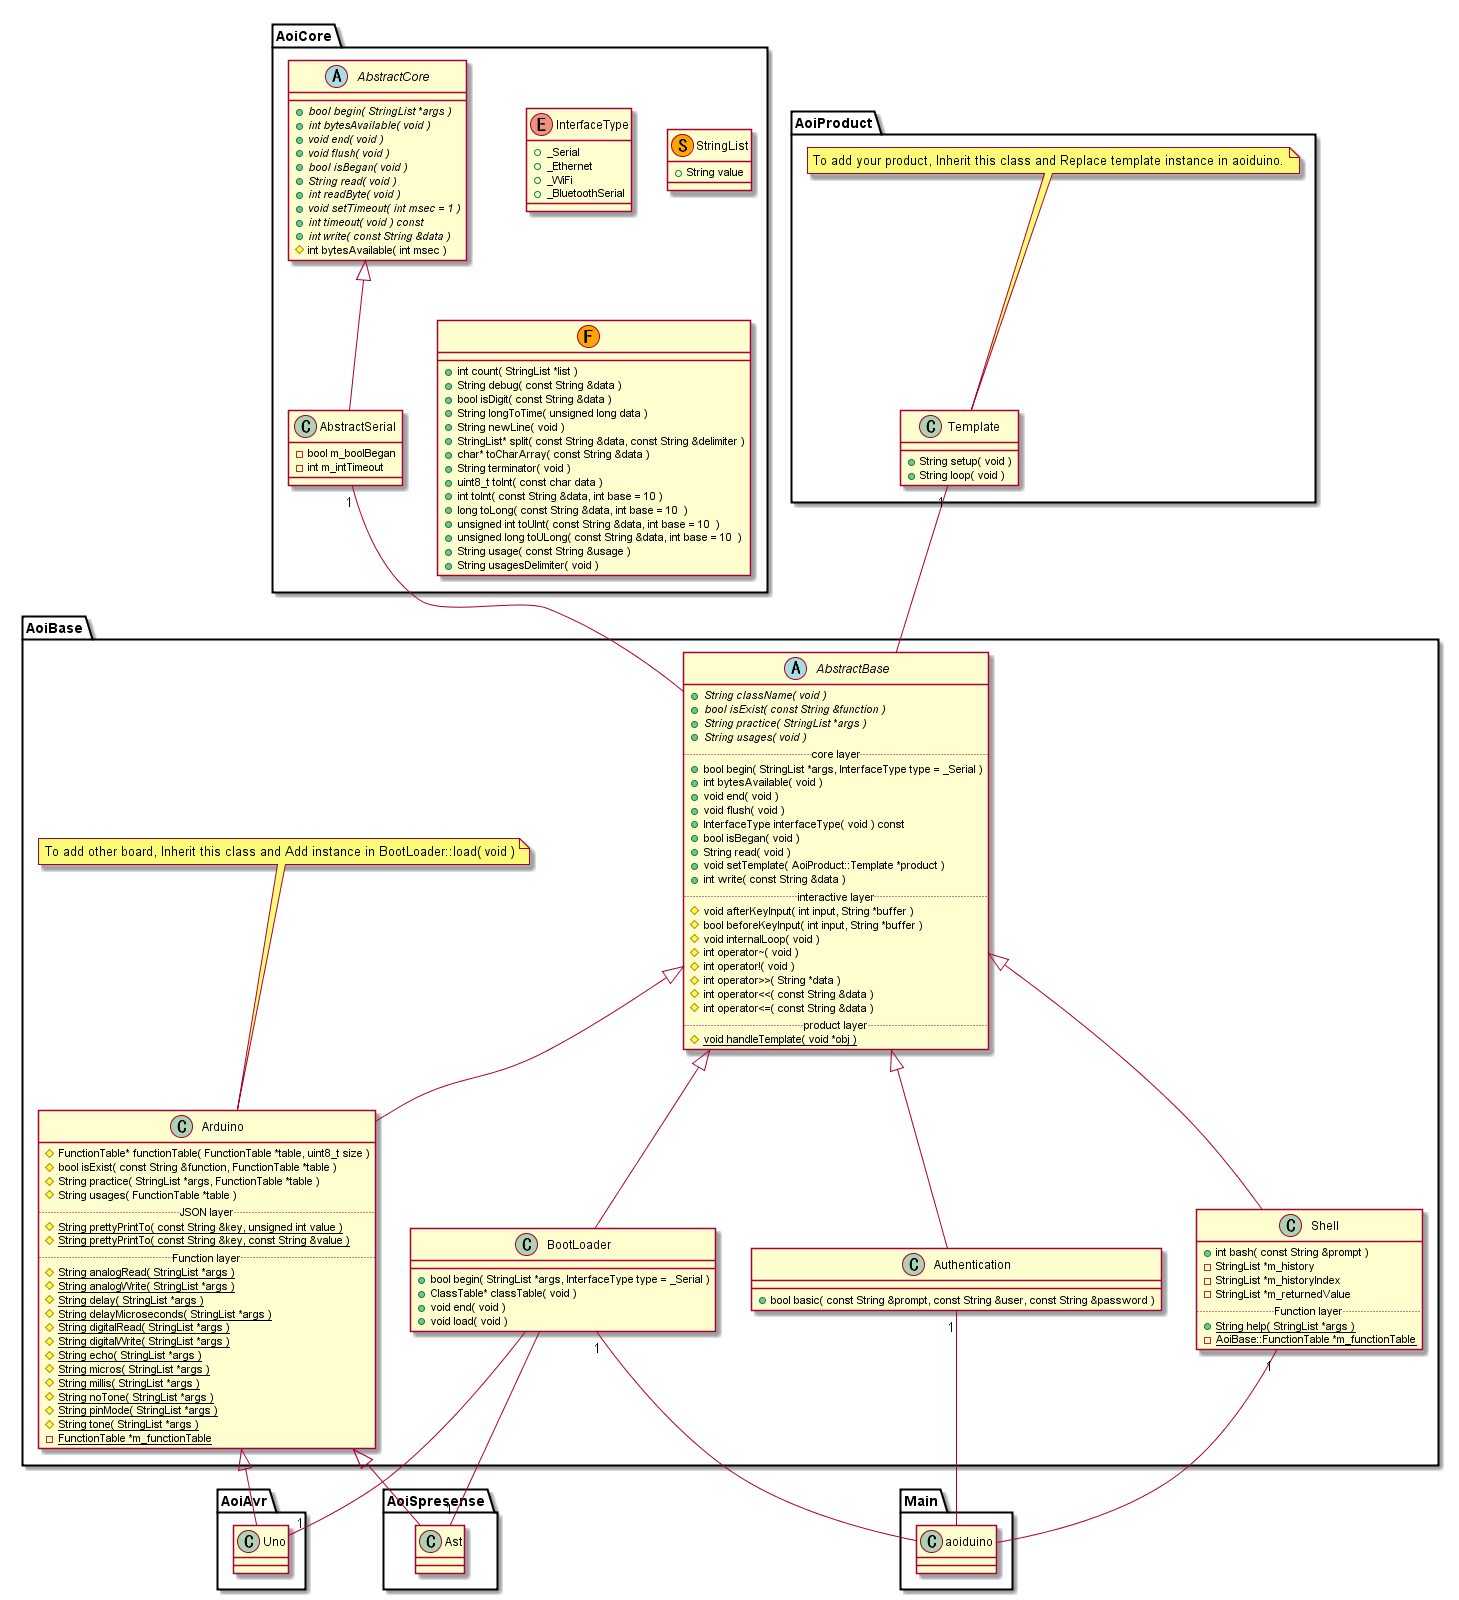 AoiCore
A AbstractCore
bool begin( StringList *args )
int bytesAvailable( void )
void end( void )
void flush( void )
bool isBegan( void )
String read( void )
int readByte( void )
void setTimeout( int msec = 1 )
int timeout( void ) const
int write( const String &data )
int bytesAvailable( int msec )
E InterfaceType
_Serial
_Ethernet
_WiFi
_BluetoothSerial
S StringList
String value
F
int count( StringList *list )
String debug( const String &data )
bool isDigit( const String &data )
String longToTime( unsigned long data )
String newLine( void )
StringList* split( const String &data, const String &delimiter )
char* toCharArray( const String &data )
String terminator( void )
uint8_t toInt( const char data )
int toInt( const String &data, int base = 10 )
long toLong( const String &data, int base = 10  )
unsigned int toUInt( const String &data, int base = 10  )
unsigned long toULong( const String &data, int base = 10  )
String usage( const String &usage )
String usagesDelimiter( void )
C AbstractSerial
bool m_boolBegan
int m_intTimeout
1
AoiProduct
To add your product, Inherit this class and Replace template instance in aoiduino.
C Template
String setup( void )
String loop( void )
1
AoiBase
A AbstractBase
String className( void )
bool isExist( const String &function )
String practice( StringList *args )
String usages( void )
core layer
bool begin( StringList *args, InterfaceType type = _Serial )
int bytesAvailable( void )
void end( void )
void flush( void )
InterfaceType interfaceType( void ) const
bool isBegan( void )
String read( void )
void setTemplate( AoiProduct::Template *product )
int write( const String &data )
interactive layer
void afterKeyInput( int input, String *buffer )
bool beforeKeyInput( int input, String *buffer )
void internalLoop( void )
int operator~( void )
int operator!( void )
int operator>>( String *data )
int operator<<( const String &data )
int operator<=( const String &data )
product layer
void handleTemplate( void *obj )
To add other board, Inherit this class and Add instance in BootLoader::load( void )
C Arduino
FunctionTable* functionTable( FunctionTable *table, uint8_t size )
bool isExist( const String &function, FunctionTable *table )
String practice( StringList *args, FunctionTable *table )
String usages( FunctionTable *table )
JSON layer
String prettyPrintTo( const String &key, unsigned int value )
String prettyPrintTo( const String &key, const String &value )
Function layer
String analogRead( StringList *args )
String analogWrite( StringList *args )
String delay( StringList *args )
String delayMicroseconds( StringList *args )
String digitalRead( StringList *args )
String digitalWrite( StringList *args )
String echo( StringList *args )
String micros( StringList *args )
String millis( StringList *args )
String noTone( StringList *args )
String pinMode( StringList *args )
String tone( StringList *args )
FunctionTable *m_functionTable
C BootLoader
bool begin( StringList *args, InterfaceType type = _Serial )
ClassTable* classTable( void )
void end( void )
void load( void )
1
C Authentication
bool basic( const String &prompt, const String &user, const String &password )
1
C Shell
int bash( const String &prompt )
StringList *m_history
StringList *m_historyIndex
StringList *m_returnedValue
Function layer
String help( StringList *args )
AoiBase::FunctionTable *m_functionTable
1
AoiAvr
1
C Uno
AoiSpresense
1
C Ast
Main
C aoiduino